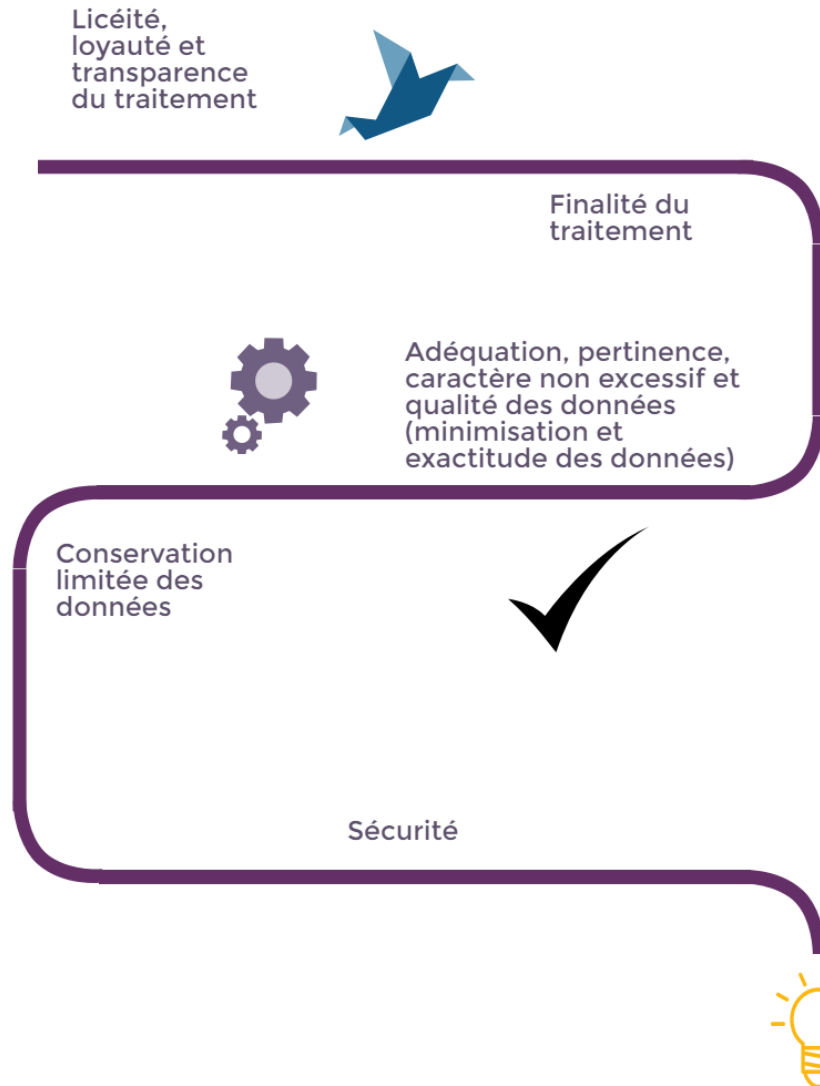 Licéité,
loyauté et
transparence
du traitement
Finalité du
traitement
Adéquation, pertinence,
caractère non excessif et
qualité des données
(minimisation et
exactitude des données)
Conservation
limitée des
données
Sécurité